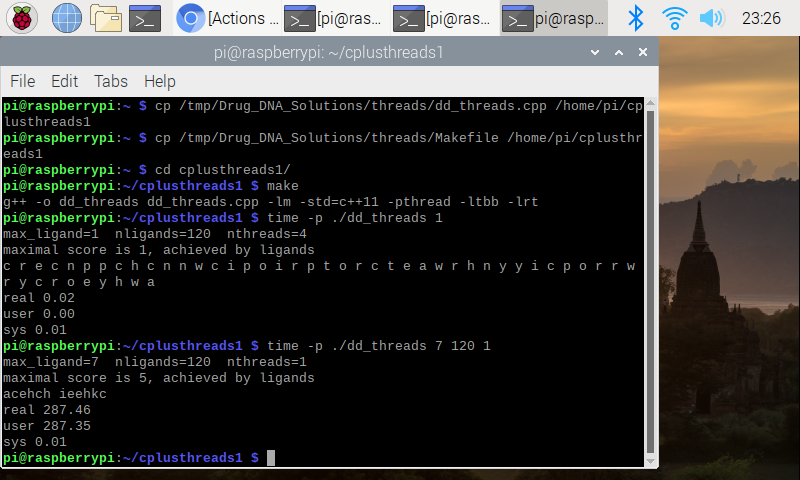 [Actions ...
[pi@ras...
[pi@ras...
pi@rasp...
23:26
pi@raspberrypi: ~/cplusthreads1
File Edit Tabs Help
pi@raspberrypi:~ $ cp /tmp/Drug_DNA_Solutions/threads/dd_threads.cpp /home/pi/cp
lusthreads1
pi@raspberrypi:~ $ cp /tmp/Drug_DNA_Solutions/threads/Makefile /home/pi/cplusthr
eads1
pi@raspberrypi:~ $ cd cplusthreads1/
pi@raspberrypi:~/cplusthreads1 $ make
g++ -o dd_threads dd_threads.cpp -lm -std=c++11 -pthread -ltbb -lrt
pi@raspberrypi:~/cplusthreads1 $ time -p ./dd_threads 1
max_ligand=1  nligands=120  nthreads=4
maximal score is 1, achieved by ligands
c r e c n p p c h c n n w c i p o i r p t o r c t e a w r h n y y i c p o r r w
r y c r o e y h w a
real 0.02
user 0.00
sys 0.01
pi@raspberrypi:~/cplusthreads1 $ time -p ./dd_threads 7 120 1
max_ligand=7  nligands=120  nthreads=1
maximal score is 5, achieved by ligands
acehch ieehkc
real 287.46
user 287.35
sys 0.01
pi@raspberrypi:~/cplusthreads1 $